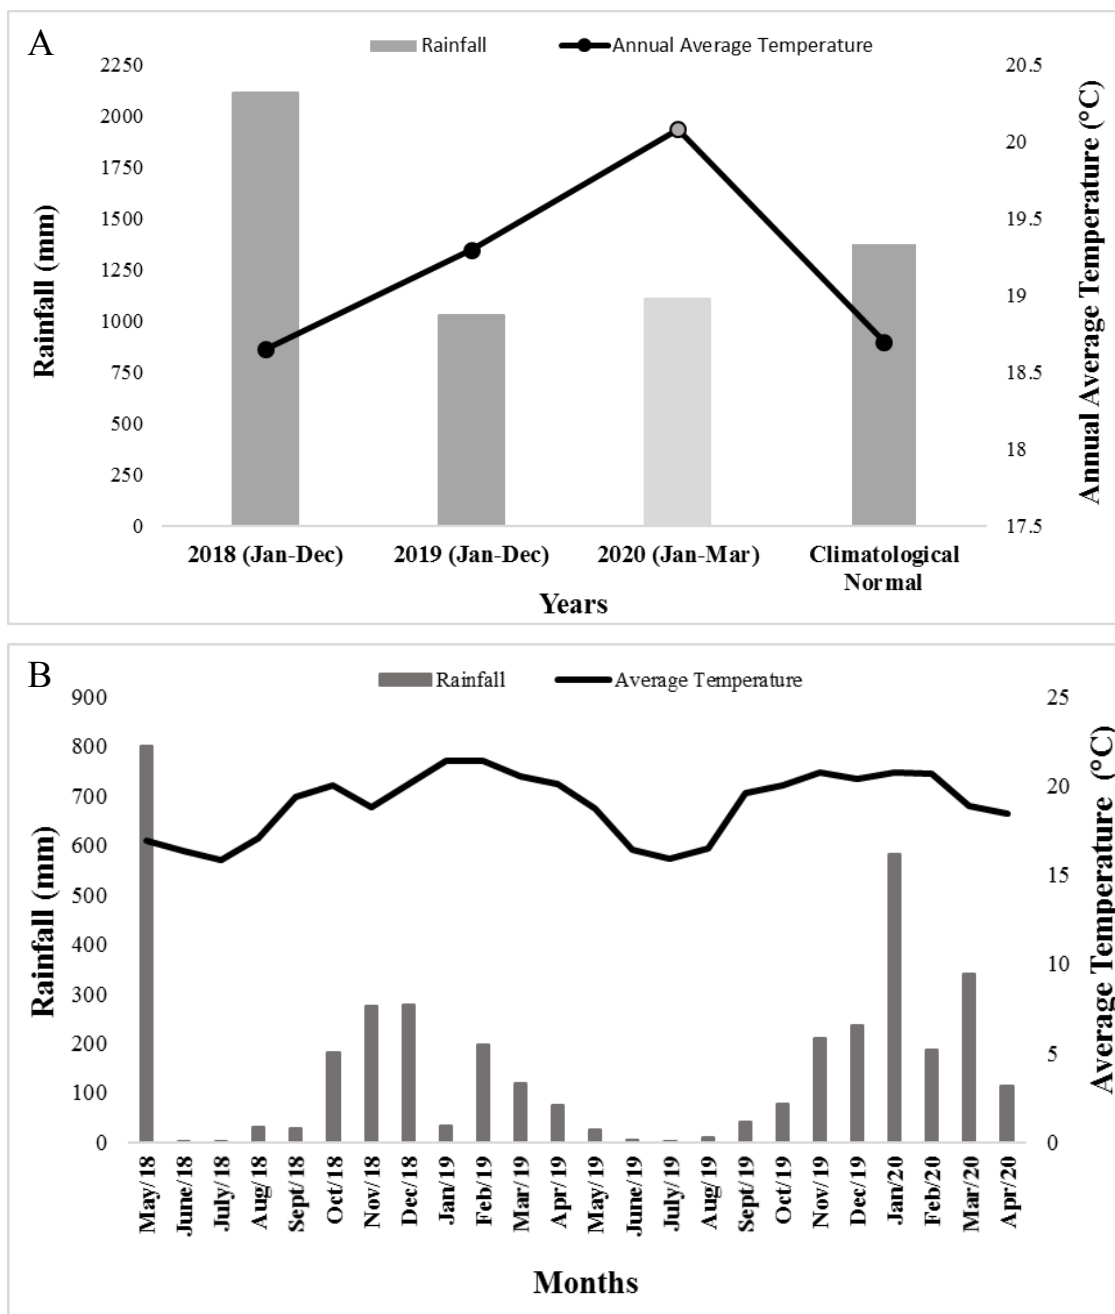 A
Rainfall
Annual Average Temperature
2250
2000
1750
1500
1250
1000
750
500
250
0
Rainfall (mm)
20.5
20
19.5
19
18.5
18
17.5
Annual Average Temperature (°C)
2018 (Jan-Dec)
2019 (Jan-Dec)
2020 (Jan-Mar)
Climatological
Normal
Years
B
Rainfall
Average Temperature
900
800
700
600
500
400
300
200
100
0
Rainfall (mm)
25
20
15
10
5
0
Average Temperature (°C)
May/18
June/18
July/18
Aug/18
Sept/18
Oct/18
Nov/18
Dec/18
Jan/19
Feb/19
Mar/19
Apr/19
May/19
June/19
July/19
Aug/19
Sept/19
Oct/19
Nov/19
Dec/19
Jan/20
Feb/20
Mar/20
Apr/20
Months